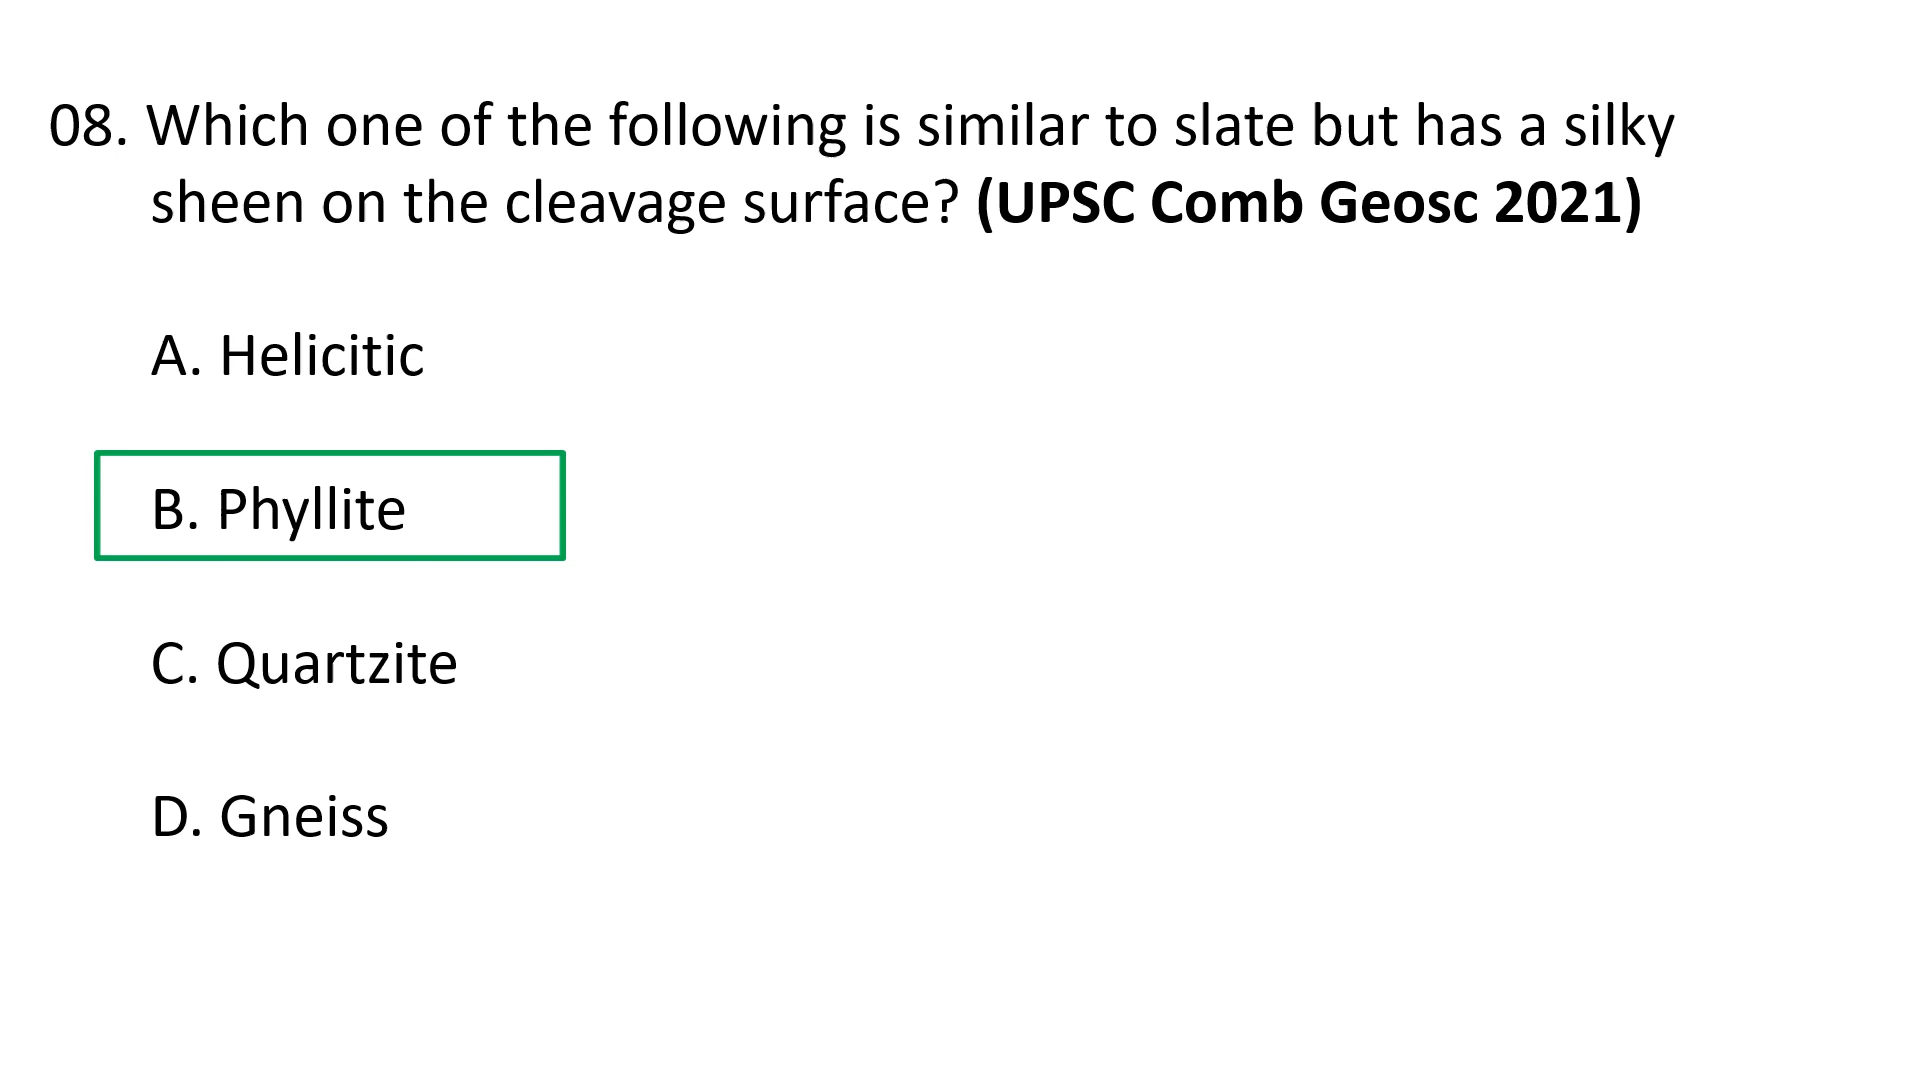 08. Which one of the following is similar to slate but has a silky
sheen on the cleavage surface? (UPSC Comb Geosc 2021)
A. Helicitic
B. Phyllite
C. Quartzite
D. Gneiss